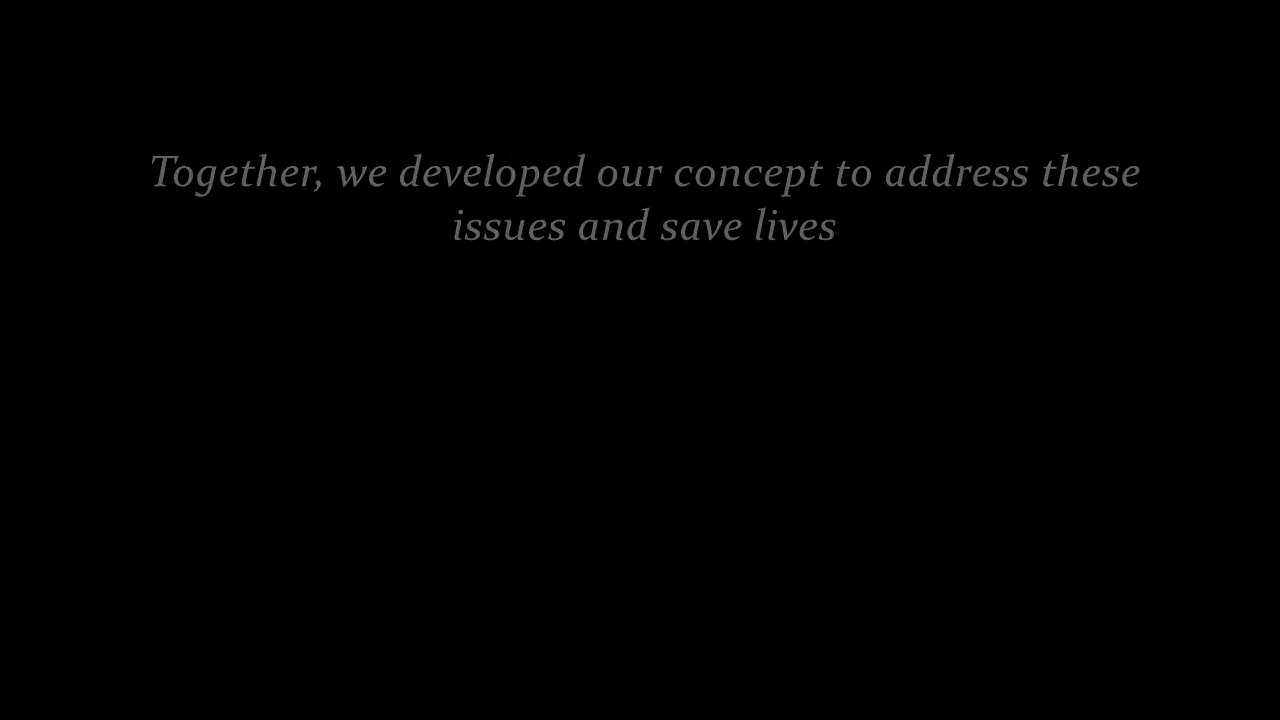 Together, we developed our concept to address these
issues and save lives